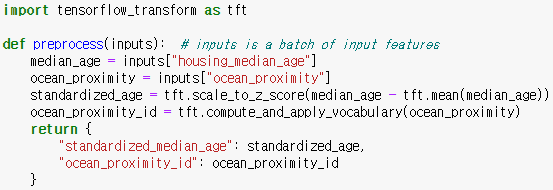 import tensorflow_transform as tft

def preprocess(inputs):  # inputs is a batch of input features
    median_age = inputs["housing_median_age"]
    ocean_proximity = inputs["ocean_proximity"]
    standardized_age = tft.scale_to_z_score(median_age - tft.mean(median_age))
    ocean_proximity_id = tft.compute_and_apply_vocabulary(ocean_proximity)
    return {
        "standardized_median_age": standardized_age,
        "ocean_proximity_id": ocean_proximity_id
    }